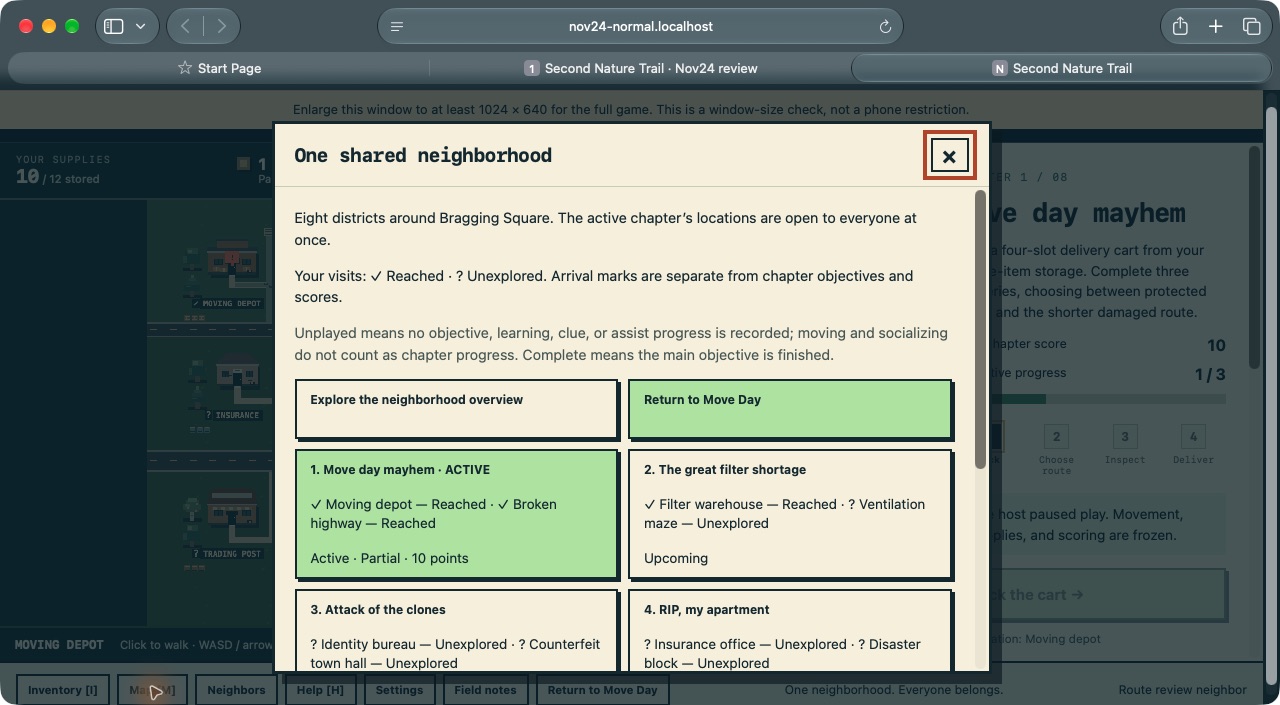 nov24-normal.localhost
Start Page
1 Second Nature Trail · Nov24 review
N Second Nature Trail
Enlarge this window to at least 1024 × 640 for the full game. This is a window-size check, not a phone restriction.
YOUR SUPPLIES
10 / 12 stored
1
Pa
One shared neighborhood
×
Eight districts around Bragging Square. The active chapter's locations are open to everyone at
once.
Your visits: ✓ Reached · ? Unexplored. Arrival marks are separate from chapter objectives and
scores.
Unplayed means no objective, learning, clue, or assist progress is recorded; moving and socializing
do not count as chapter progress. Complete means the main objective is finished.
Explore the neighborhood overview
Return to Move Day
1. Move day mayhem · ACTIVE
✓ Moving depot — Reached · ✓ Broken
highway — Reached
Active · Partial · 10 points
2. The great filter shortage
✓ Filter warehouse — Reached · ? Ventilation
maze — Unexplored
Upcoming
3. Attack of the clones
? Identity bureau — Unexplored · ? Counterfeit
town hall — Unexplored
4. RIP, my apartment
? Insurance office — Unexplored · ? Disaster
block — Unexplored
✓ MOVING DEPOT
? INSURANCE
? TRADING POST
ER 1 / 08
ve day mayhem
a four-slot delivery cart from your
e-item storage. Complete three
ries, choosing between protected
and the shorter damaged route.
hapter score 10
tive progress 1 / 3
2 3 4
Choose
route
Inspect
Deliver
host paused play. Movement,
plies, and scoring are frozen.
ck the cart →
ation: Moving depot
MOVING DEPOT Click to walk · WASD / arrow
Inventory [I]
Neighbors
Help [H]
Settings
Field notes
Return to Move Day
One neighborhood. Everyone belongs.
Route review neighbor